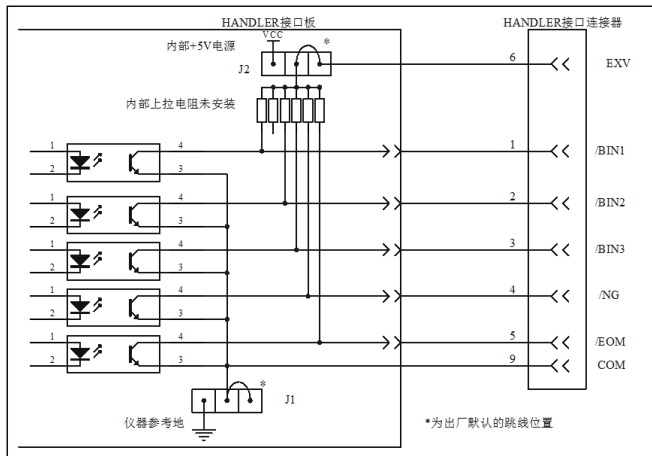 HANDLER接口板
HANDLER接口连接器
内部+5V电源
VCC
*
J2
6
EXV
内部上拉电阻未安装
1
4
1
/BIN1
2
3
1
4
2
/BIN2
2
3
1
4
3
/BIN3
2
3
1
4
4
/NG
2
3
1
4
5
/EOM
2
3
9
COM
*
J1
仪器参考地
*为出厂默认的跳线位置